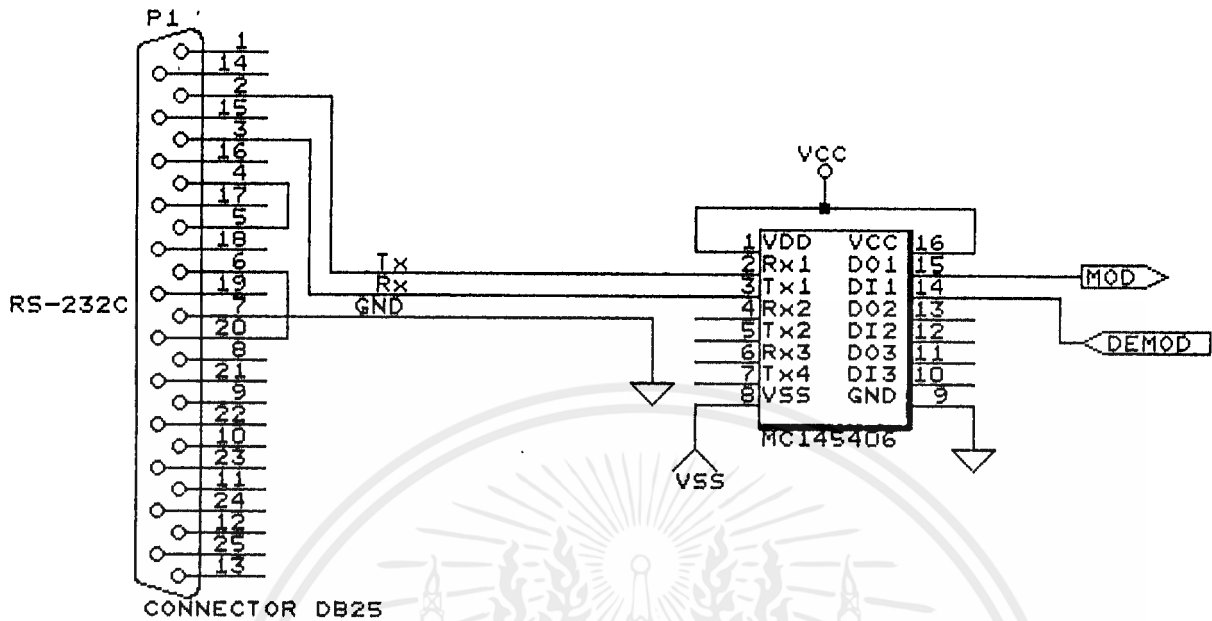 P1
1
14
2
15
3
16
4
17
5
18
6
19
7
20
8
21
9
22
10
23
11
24
12
25
13
RS-232C
CONNECTOR DB25
Tx
Rx
GND
VCC
1 VDD VCC 16
2 Rx1 DO1 15
3 Tx1 DI1 14
4 Rx2 DO2 13
5 Tx2 DI2 12
6 Rx3 DO3 11
7 Tx4 DI3 10
8 VSS GND 9
MC145406
VSS
MOD
DEMOD